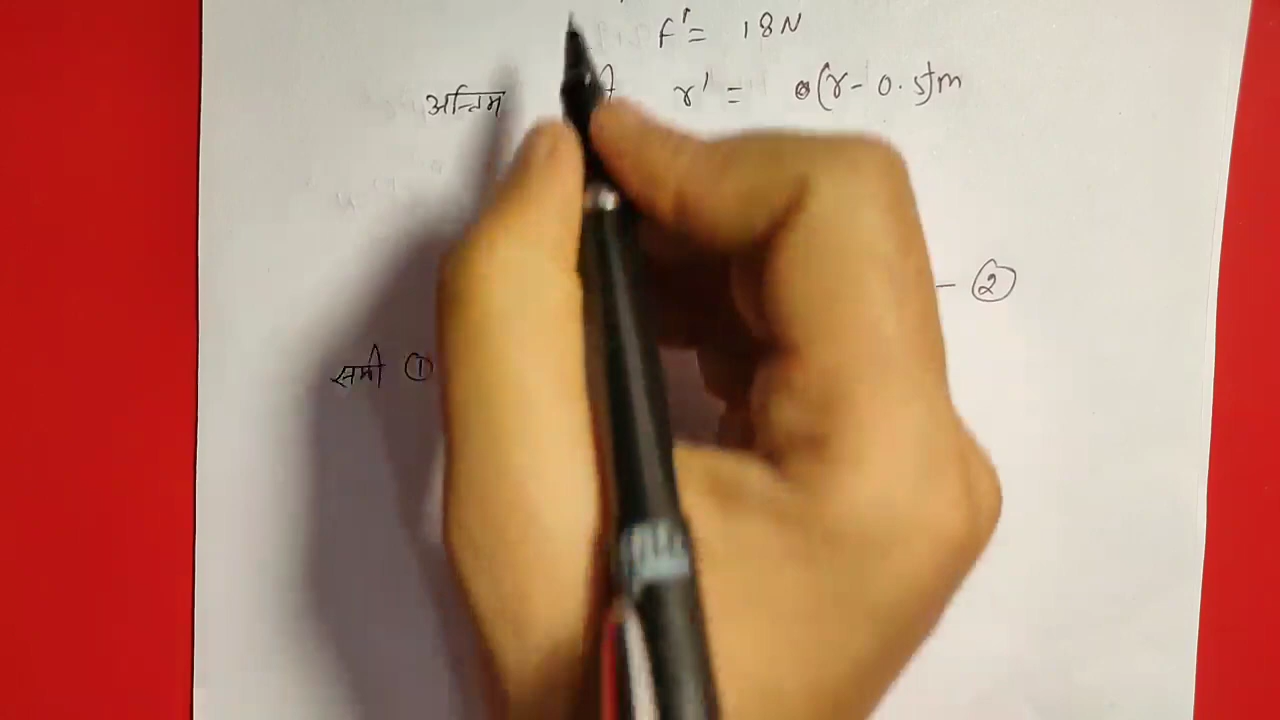 F' = 18N
अन्तिम r' = (r - 0.5)m
- ②
समी ①